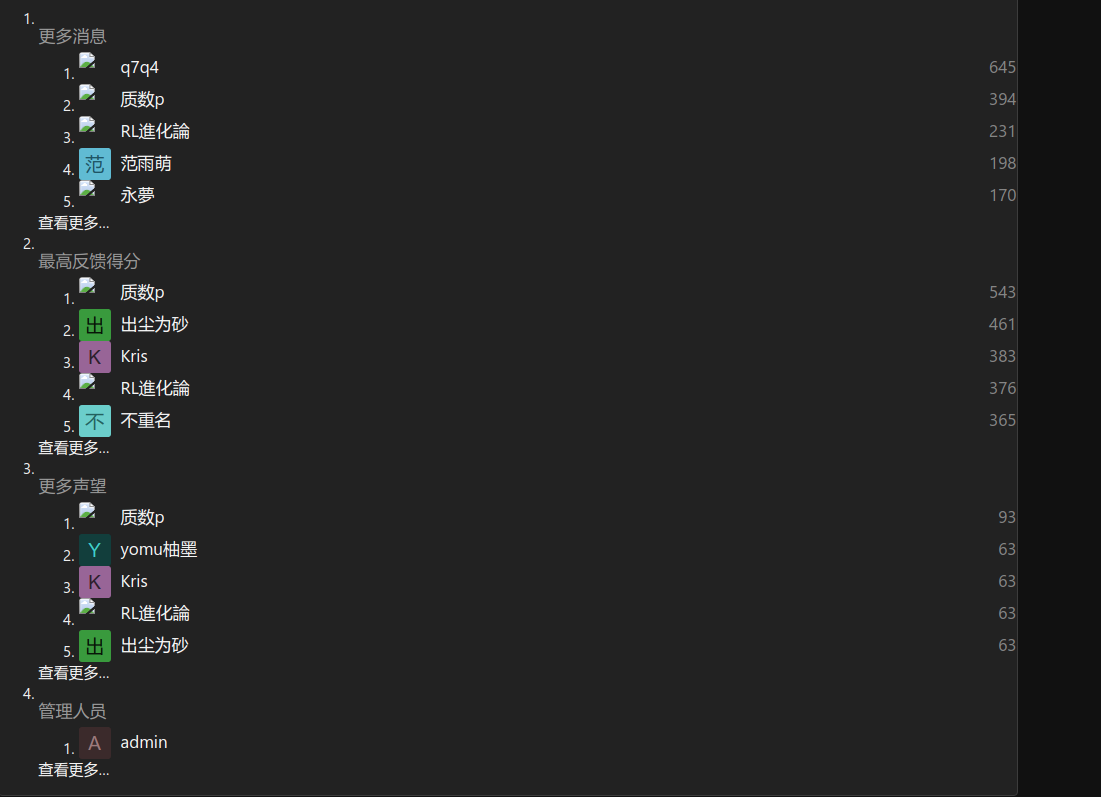 1.
更多消息
1. q7q4 645
2. 质数p 394
3. RL進化論 231
4. 范 范雨萌 198
5. 永夢 170
查看更多...
2.
最高反馈得分
1. 质数p 543
2. 出 出尘为砂 461
3. K Kris 383
4. RL進化論 376
5. 不 不重名 365
查看更多...
3.
更多声望
1. 质数p 93
2. Y yomu柚墨 63
3. K Kris 63
4. RL進化論 63
5. 出 出尘为砂 63
查看更多...
4.
管理人员
1. A admin
查看更多...